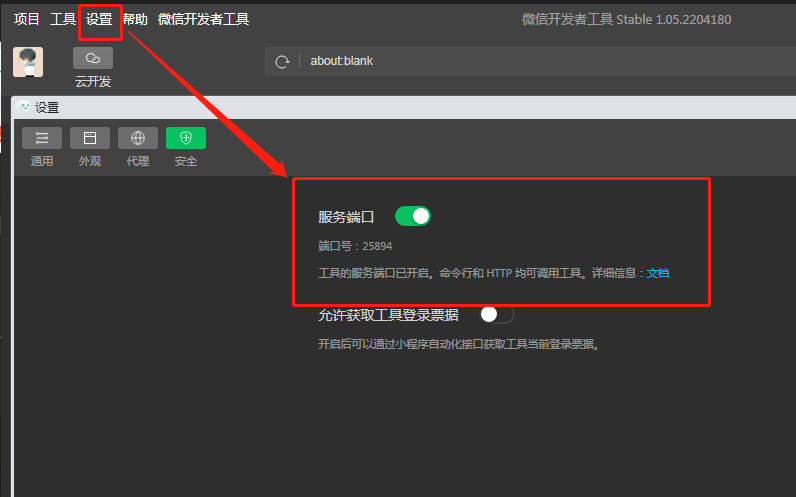 项目 工具 设置 帮助 微信开发者工具 微信开发者工具 Stable 1.05.2204180
about:blank
云开发
设置
通用 外观 代理 安全
服务端口
端口号：25894
工具的服务端口已开启。命令行和 HTTP 均可调用工具。详细信息：文档
允许获取工具登录票据
开启后可以通过小程序自动化接口获取工具当前登录票据。